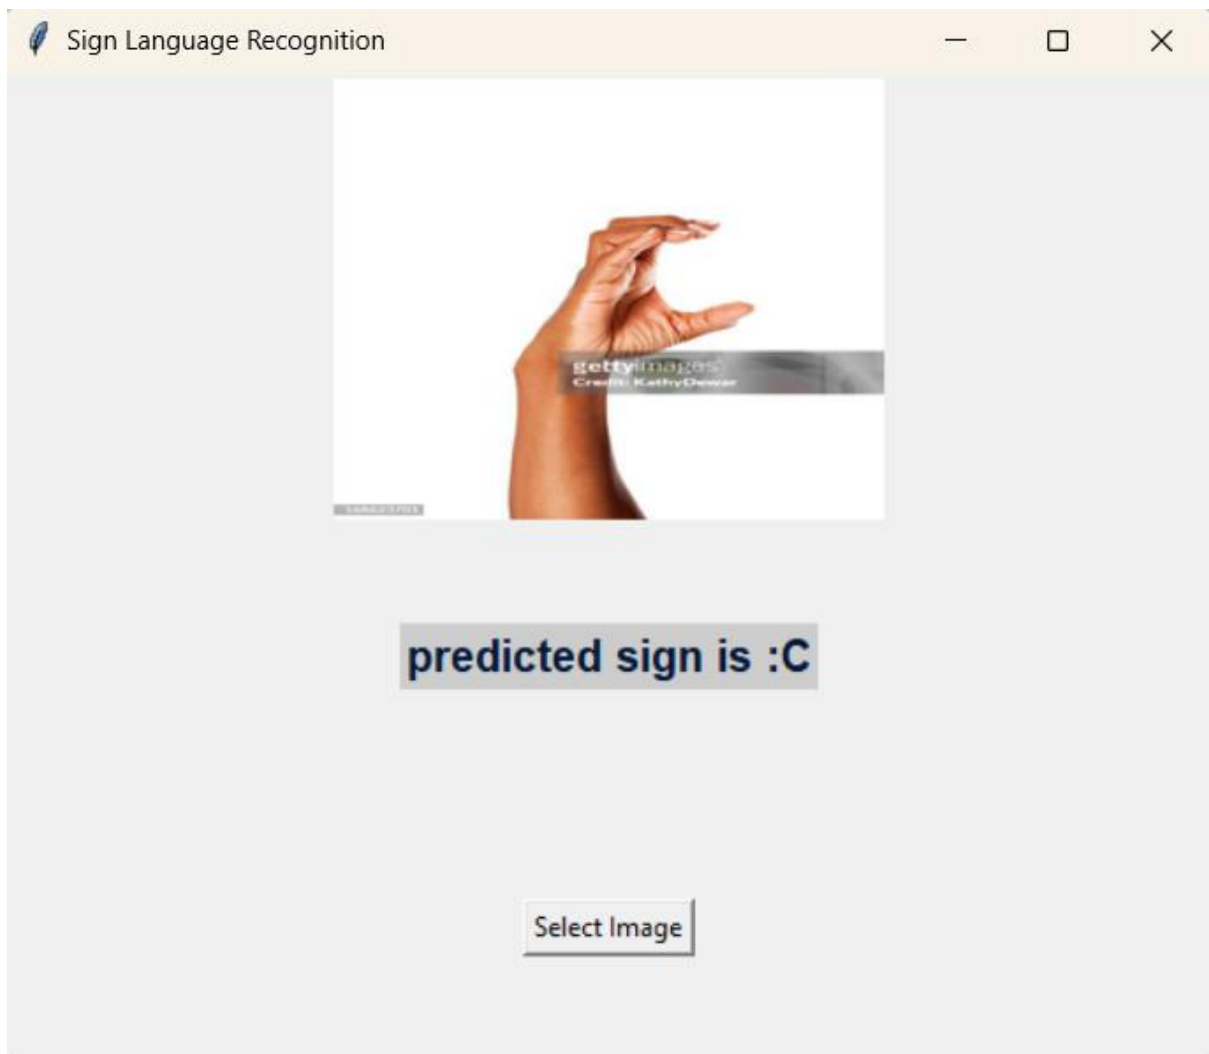 Sign Language Recognition
gettyimages
Credit: KathyDewar
predicted sign is :C
Select Image